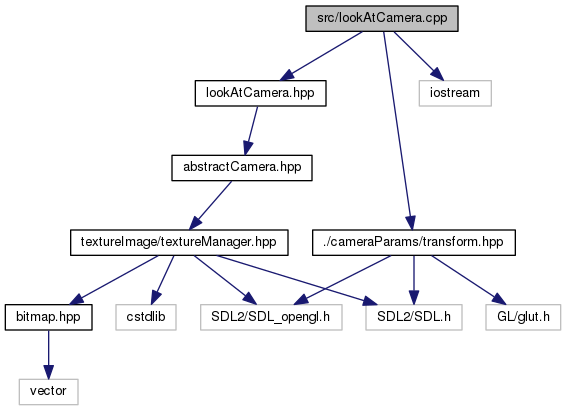 src/lookAtCamera.cpp
lookAtCamera.hpp
iostream
abstractCamera.hpp
textureImage/textureManager.hpp
./cameraParams/transform.hpp
bitmap.hpp
cstdlib
SDL2/SDL_opengl.h
SDL2/SDL.h
GL/glut.h
vector